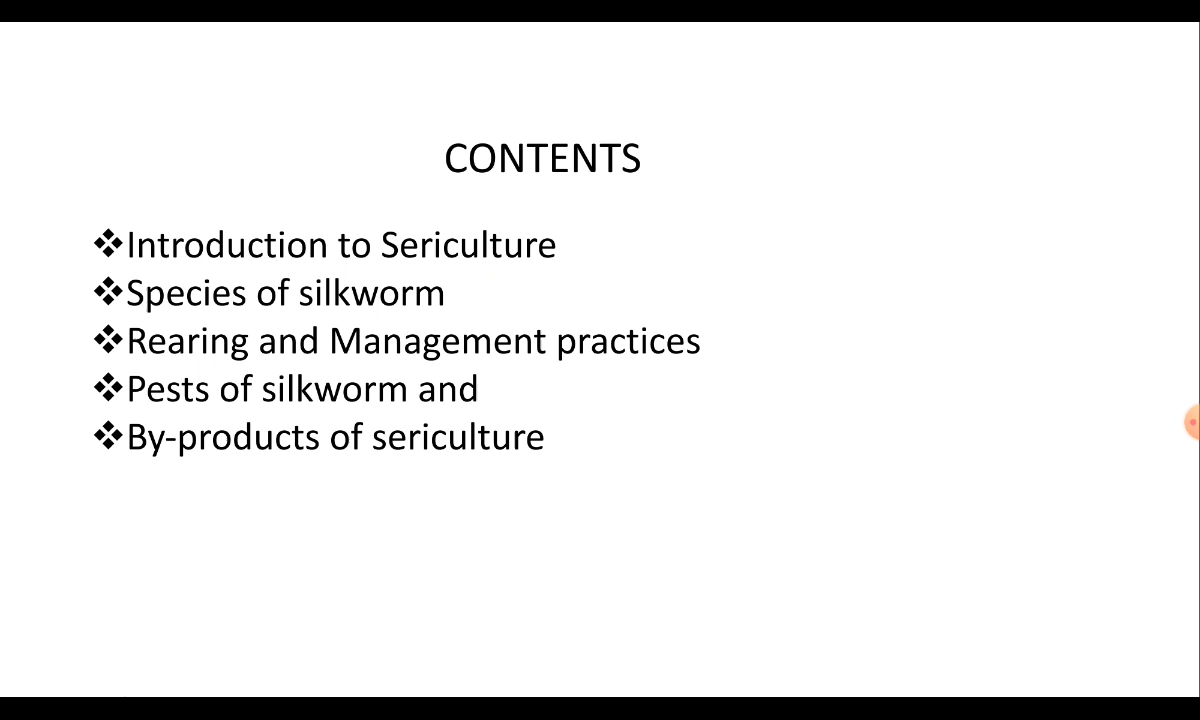 CONTENTS
❖Introduction to Sericulture
❖Species of silkworm
❖Rearing and Management practices
❖Pests of silkworm and
❖By-products of sericulture